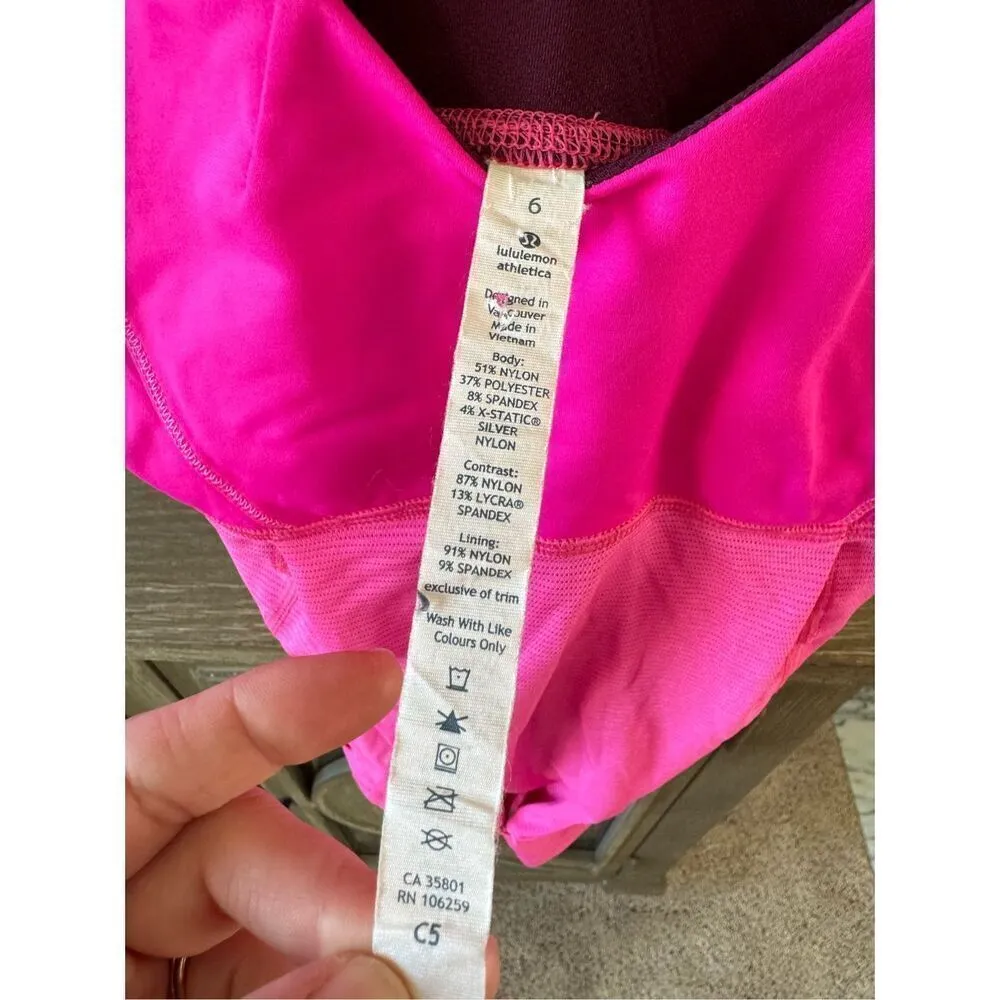 6
lululemon
athletica
Designed in
Vancouver
Made in
Vietnam
Body:
51% NYLON
37% POLYESTER
8% SPANDEX
4% X-STATIC®
SILVER
NYLON
Contrast:
87% NYLON
13% LYCRA®
SPANDEX
Lining:
91% NYLON
9% SPANDEX
exclusive of trim
Wash With Like
Colours Only
CA 35801
RN 106259
C5